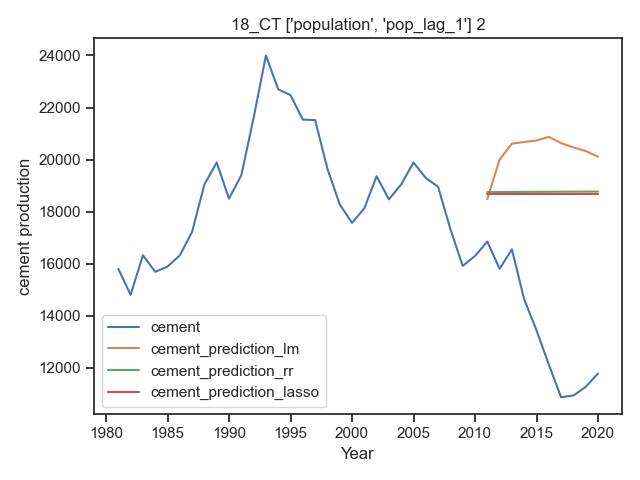 18_CT ['population', 'pop_lag_1'] 2
cement production
24000
22000
20000
18000
16000
14000
12000
cement
cement_prediction_lm
cement_prediction_rr
cement_prediction_lasso
1980 1985 1990 1995 2000 2005 2010 2015 2020
Year